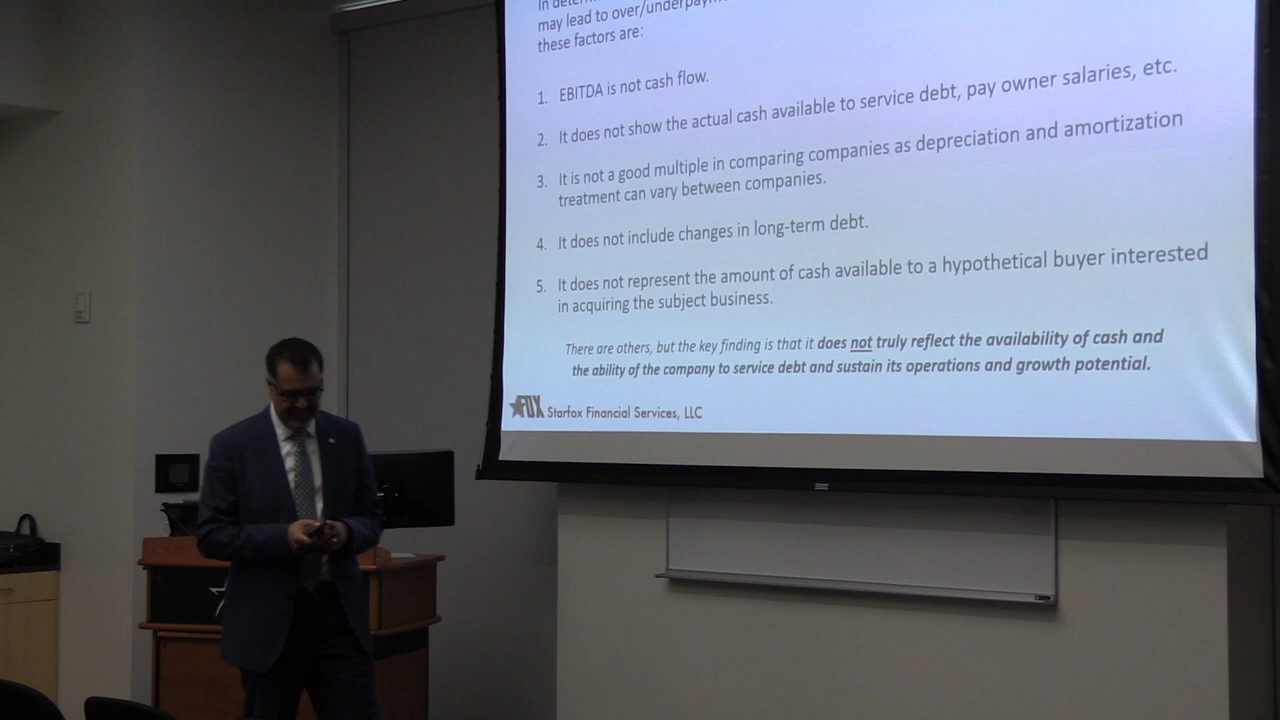 In
may lead to
these factors are:
1. EBITDA is not cash flow.
2. It does not show the actual cash available to service debt, pay owner salaries, etc.
3. It is not a good multiple in comparing companies as depreciation and amortization
treatment can vary between companies.
4. It does not include changes in long-term debt.
5. It does not represent the amount of cash available to a hypothetical buyer interested
in acquiring the subject business.
There are others, but the key finding is that it does not truly reflect the availability of cash and
the ability of the company to service debt and sustain its operations and growth potential.
FOX Starfox Financial Services, LLC